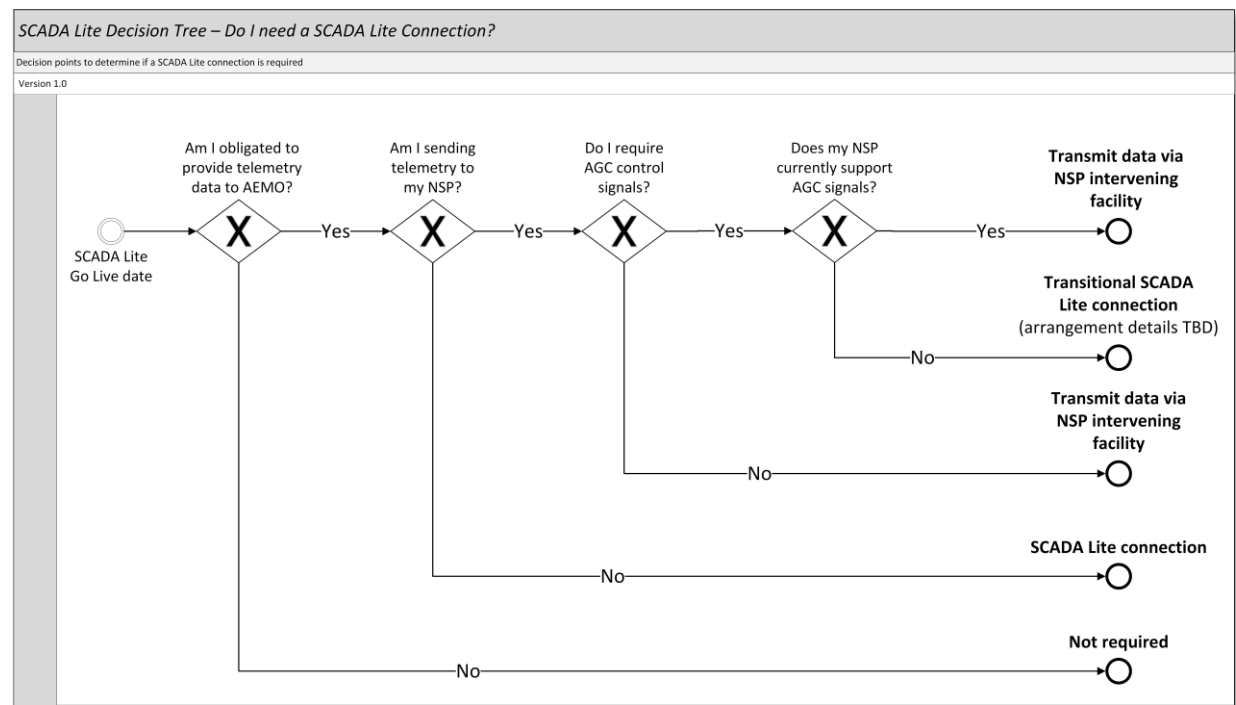 SCADA Lite Decision Tree – Do I need a SCADA Lite Connection?
Decision points to determine if a SCADA Lite connection is required
Version 1.0
Am I obligated to
provide telemetry
data to AEMO?
Am I sending
telemetry to
my NSP?
Do I require
AGC control
signals?
Does my NSP
currently support
AGC signals?
Transmit data via
NSP intervening
facility
X
Yes
X
Yes
X
Yes
X
Yes
SCADA Lite
Go Live date
Transitional SCADA
Lite connection
(arrangement details TBD)
No
Transmit data via
NSP intervening
facility
No
SCADA Lite connection
No
Not required
No